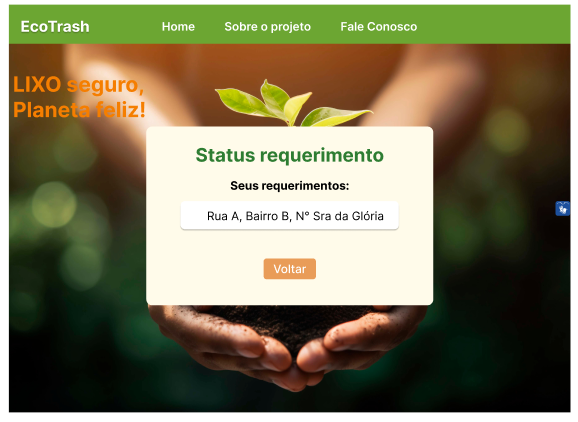 EcoTrash
Home
Sobre o projeto
Fale Conosco
LIXO seguro,
Planeta feliz!
Status requerimento
Seus requerimentos:
Rua A, Bairro B, N° Sra da Glória
Voltar